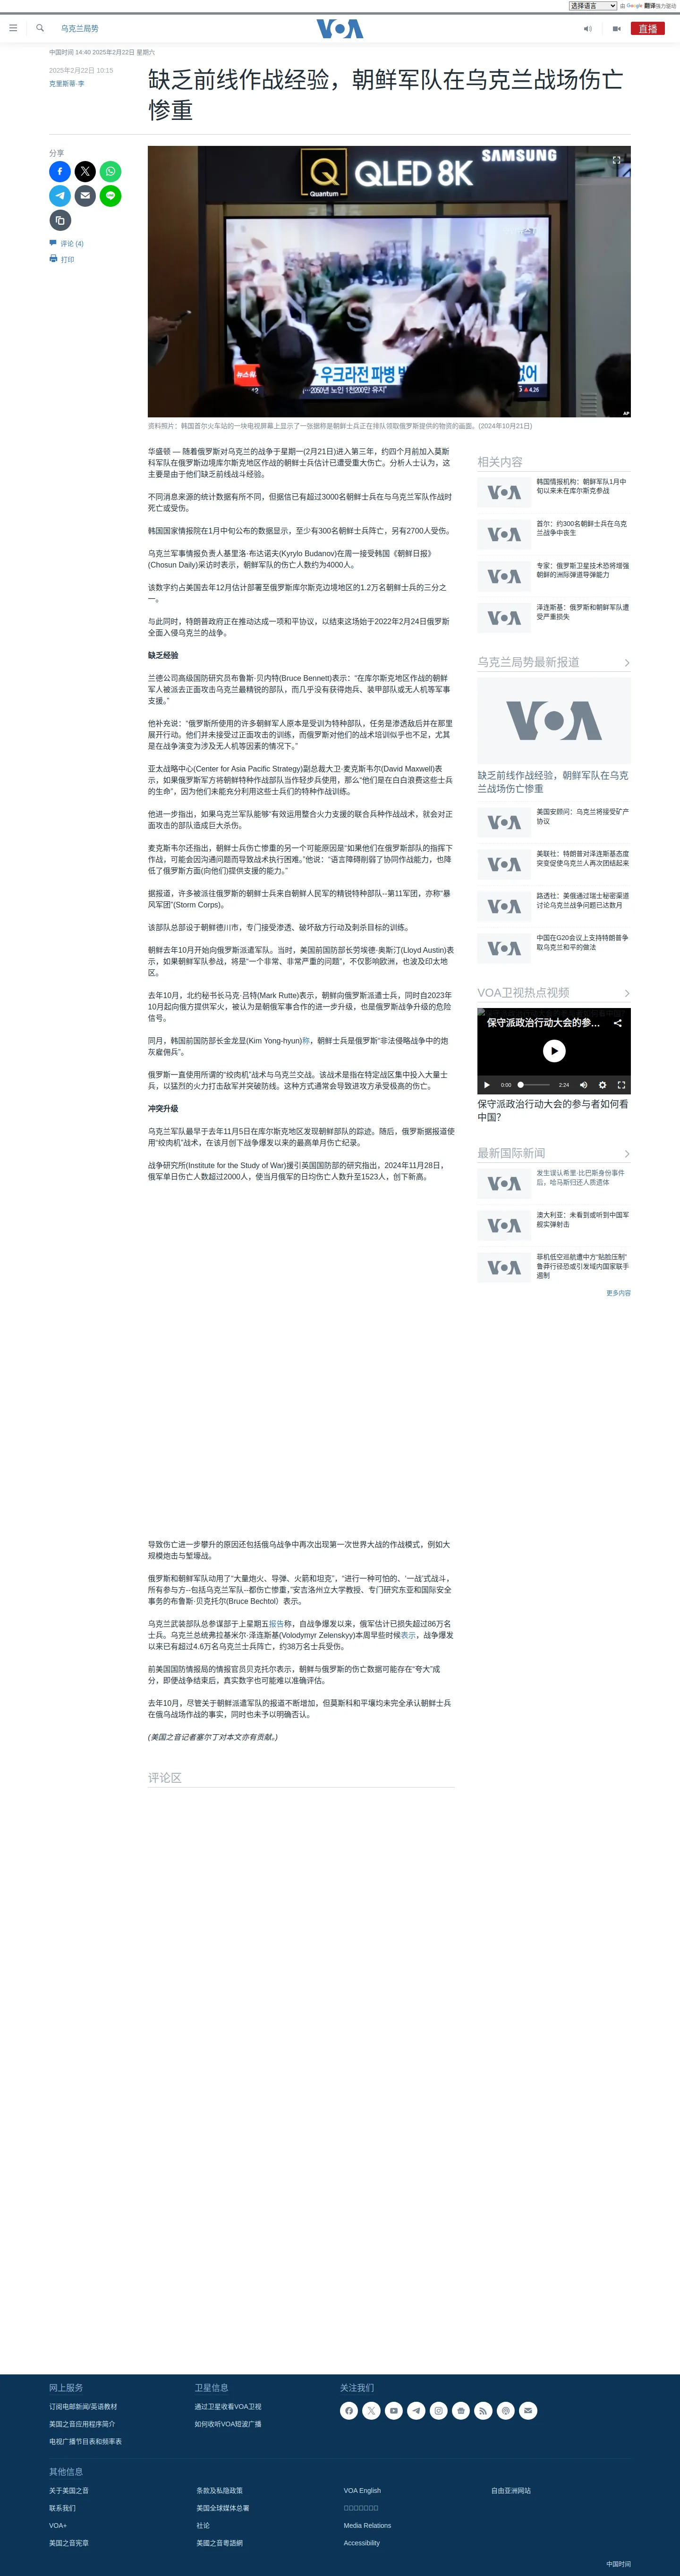 选择语言
由 Google 翻译强力驱动
乌克兰局势
VOA
直播
中国时间 14:40 2025年2月22日 星期六
2025年2月22日 10:15
克里斯蒂·李
缺乏前线作战经验，朝鲜军队在乌克兰战场伤亡
惨重
分享
评论 (4)
打印
Q QLED 8K
Quantum
SAMSUNG
우크라전 파병
AP
资料照片：韩国首尔火车站的一块电视屏幕上显示了一张据称是朝鲜士兵正在排队领取俄罗斯提供的物资的画面。(2024年10月21日)
华盛顿 — 随着俄罗斯对乌克兰的战争于星期一(2月21日)进入第三年，约四个月前加入莫斯
科军队在俄罗斯边境库尔斯克地区作战的朝鲜士兵估计已遭受重大伤亡。分析人士认为，这
主要是由于他们缺乏前线战斗经验。
不同消息来源的统计数据有所不同，但据信已有超过3000名朝鲜士兵在与乌克兰军队作战时
死亡或受伤。
韩国国家情报院在1月中旬公布的数据显示，至少有300名朝鲜士兵阵亡，另有2700人受伤。
乌克兰军事情报负责人基里洛·布达诺夫(Kyrylo Budanov)在周一接受韩国《朝鲜日报》
(Chosun Daily)采访时表示，朝鲜军队的伤亡人数约为4000人。
该数字约占美国去年12月估计部署至俄罗斯库尔斯克边境地区的1.2万名朝鲜士兵的三分之
一。
与此同时，特朗普政府正在推动达成一项和平协议，以结束这场始于2022年2月24日俄罗斯
全面入侵乌克兰的战争。
缺乏经验
兰德公司高级国防研究员布鲁斯·贝内特(Bruce Bennett)表示：“在库尔斯克地区作战的朝鲜
军人被派去正面攻击乌克兰最精锐的部队，而几乎没有获得炮兵、装甲部队或无人机等军事
支援。”
他补充说：“俄罗斯所使用的许多朝鲜军人原本是受训为特种部队，任务是渗透敌后并在那里
展开行动。他们并未接受过正面攻击的训练，而俄罗斯对他们的战术培训似乎也不足，尤其
是在战争演变为涉及无人机等因素的情况下。”
亚太战略中心(Center for Asia Pacific Strategy)副总裁大卫·麦克斯韦尔(David Maxwell)表
示，如果俄罗斯军方将朝鲜特种作战部队当作轻步兵使用，那么“他们是在白白浪费这些士兵
的生命”，因为他们未能充分利用这些士兵们的特种作战训练。
他进一步指出，如果乌克兰军队能够“有效运用整合火力支援的联合兵种作战战术，就会对正
面攻击的部队造成巨大杀伤。
麦克斯韦尔还指出，朝鲜士兵伤亡惨重的另一个可能原因是“如果他们在俄罗斯部队的指挥下
作战，可能会因沟通问题而导致战术执行困难。”他说：“语言障碍削弱了协同作战能力，也降
低了俄罗斯方面(向他们)提供支援的能力。”
据报道，许多被派往俄罗斯的朝鲜士兵来自朝鲜人民军的精锐特种部队--第11军团，亦称“暴
风军团”(Storm Corps)。
该部队总部设于朝鲜德川市，专门接受渗透、破坏敌方行动及刺杀目标的训练。
朝鲜去年10月开始向俄罗斯派遣军队。当时，美国前国防部长劳埃德·奥斯汀(Lloyd Austin)表
示，如果朝鲜军队参战，将是“一个非常、非常严重的问题”，不仅影响欧洲，也波及印太地
区。
去年10月，北约秘书长马克·吕特(Mark Rutte)表示，朝鲜向俄罗斯派遣士兵，同时自2023年
10月起向俄方提供军火，被认为是朝俄军事合作的进一步升级，也是俄罗斯战争升级的危险
信号。
同月，韩国前国防部长金龙显(Kim Yong-hyun)称，朝鲜士兵是俄罗斯“非法侵略战争中的炮
灰雇佣兵”。
俄罗斯一直使用所谓的“绞肉机”战术与乌克兰交战。该战术是指在特定战区集中投入大量士
兵，以猛烈的火力打击敌军并突破防线。这种方式通常会导致进攻方承受极高的伤亡。
冲突升级
乌克兰军队最早于去年11月5日在库尔斯克地区发现朝鲜部队的踪迹。随后，俄罗斯据报道使
用“绞肉机”战术，在该月创下战争爆发以来的最高单月伤亡纪录。
战争研究所(Institute for the Study of War)援引英国国防部的研究指出，2024年11月28日，
俄军单日伤亡人数超过2000人，使当月俄军的日均伤亡人数升至1523人，创下新高。
导致伤亡进一步攀升的原因还包括俄乌战争中再次出现第一次世界大战的作战模式，例如大
规模炮击与堑壕战。
俄罗斯和朝鲜军队动用了“大量炮火、导弹、火箭和坦克”，“进行一种可怕的、‘一战’式战斗，
所有参与方--包括乌克兰军队--都伤亡惨重，”安吉洛州立大学教授、专门研究东亚和国际安全
事务的布鲁斯·贝克托尔(Bruce Bechtol）表示。
乌克兰武装部队总参谋部于上星期五报告称，自战争爆发以来，俄军估计已损失超过86万名
士兵。乌克兰总统弗拉基米尔·泽连斯基(Volodymyr Zelenskyy)本周早些时候表示，战争爆发
以来已有超过4.6万名乌克兰士兵阵亡，约38万名士兵受伤。
前美国国防情报局的情报官员贝克托尔表示，朝鲜与俄罗斯的伤亡数据可能存在“夸大”成
分，即便战争结束后，真实数字也可能难以准确评估。
去年10月，尽管关于朝鲜派遣军队的报道不断增加，但莫斯科和平壤均未完全承认朝鲜士兵
在俄乌战场作战的事实，同时也未予以明确否认。
(美国之音记者塞尔丁对本文亦有贡献。)
评论区
相关内容
韩国情报机构：朝鲜军队1月中
旬以来未在库尔斯克参战
首尔：约300名朝鲜士兵在乌克
兰战争中丧生
专家：俄罗斯卫星技术恐将增强
朝鲜的洲际弹道导弹能力
泽连斯基：俄罗斯和朝鲜军队遭
受严重损失
乌克兰局势最新报道
VOA
缺乏前线作战经验，朝鲜军队在乌克
兰战场伤亡惨重
美国安顾问：乌克兰将接受矿产
协议
美联社：特朗普对泽连斯基态度
突变促使乌克兰人再次团结起来
路透社：美俄通过瑞士秘密渠道
讨论乌克兰战争问题已达数月
中国在G20会议上支持特朗普争
取乌克兰和平的做法
VOA卫视热点视频
保守派政治行动大会的参…
0:00
2:24
保守派政治行动大会的参与者如何看
中国？
最新国际新闻
发生误认希里·比巴斯身份事件
后，哈马斯归还人质遗体
澳大利亚：未看到或听到中国军
舰实弹射击
菲机低空巡航遭中方“贴脸压制”
鲁莽行径恐或引发域内国家联手
遏制
更多内容
网上服务
订阅电邮新闻/英语教材
美国之音应用程序简介
电视广播节目表和频率表
卫星信息
通过卫星收看VOA卫视
如何收听VOA短波广播
关注我们
其他信息
关于美国之音
条款及私隐政策
VOA English
自由亚洲网站
联系我们
美国全球媒体总署
VOA+
社论
Media Relations
美国之音宪章
美國之音粵語網
Accessibility
中国时间